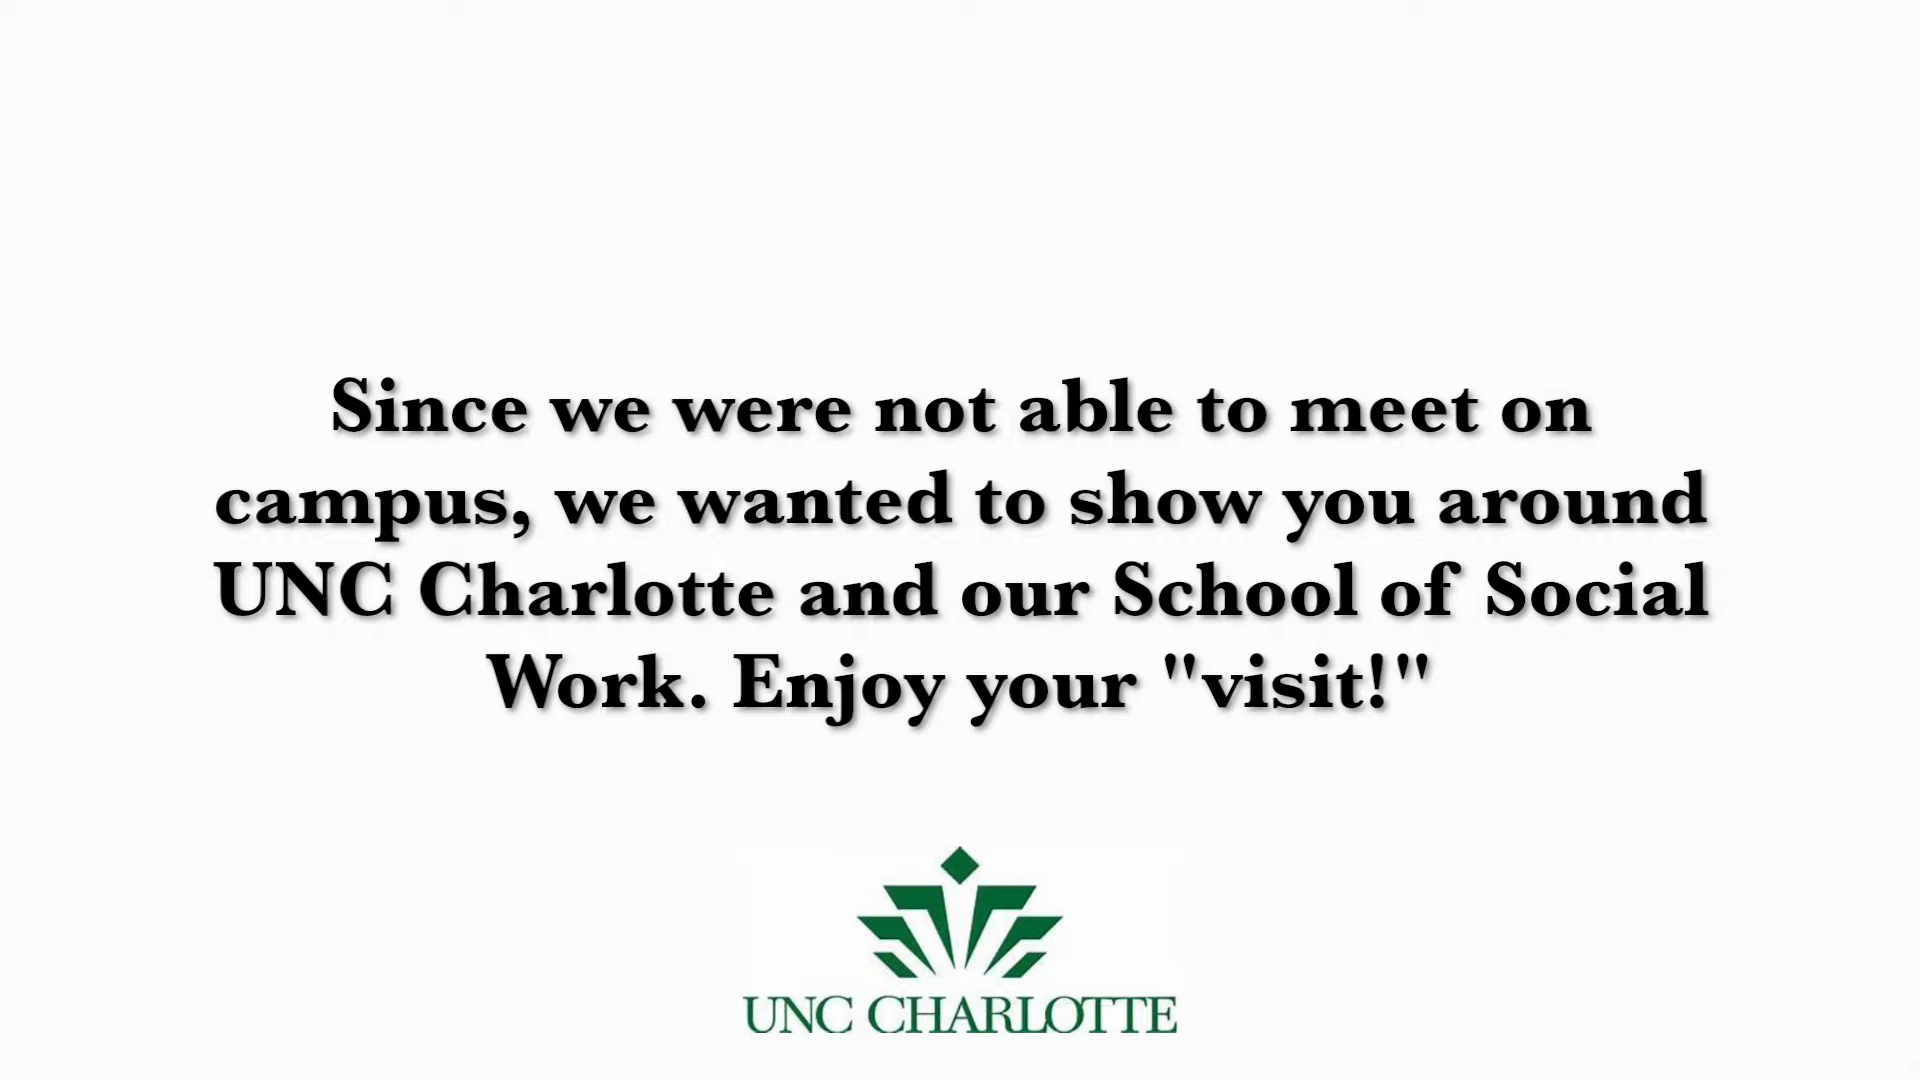 Since we were not able to meet on
campus, we wanted to show you around
UNC Charlotte and our School of Social
Work. Enjoy your "visit!"
UNC CHARLOTTE